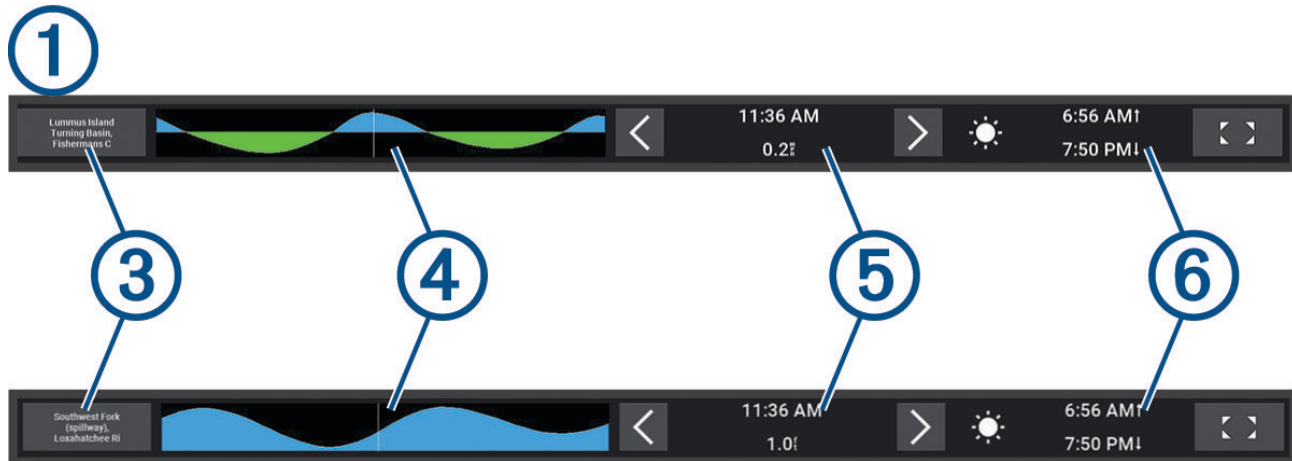 1
Lummus Island
Turning Basin,
Fishermans C
11:36 AM
0.2
6:56 AM↑
7:50 PM↓
3
4
5
6
Southwest Fork
(spillway),
Loxahatchee Ri
11:36 AM
1.0
6:56 AM↑
7:50 PM↓